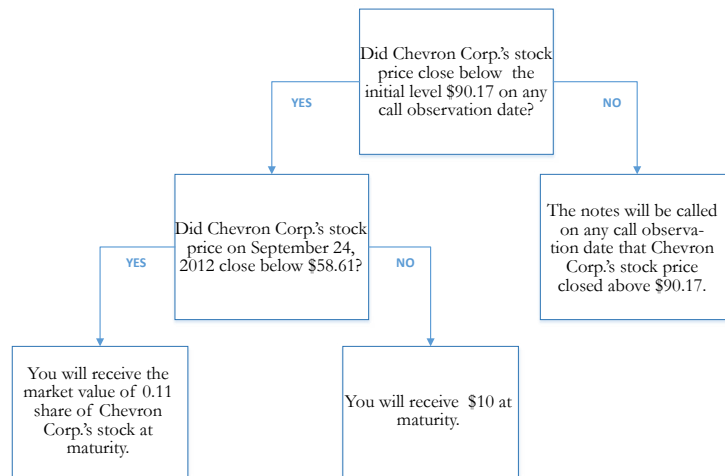 Did Chevron Corp.'s stock
price close below the
initial level $90.17 on any
call observation date?
YES
NO
Did Chevron Corp.'s stock
price on September 24,
2012 close below $58.61?
The notes will be called
on any call observa-
tion date that Chevron
Corp.'s stock price
closed above $90.17.
YES
NO
You will receive the
market value of 0.11
share of Chevron
Corp.'s stock at
maturity.
You will receive $10 at
maturity.